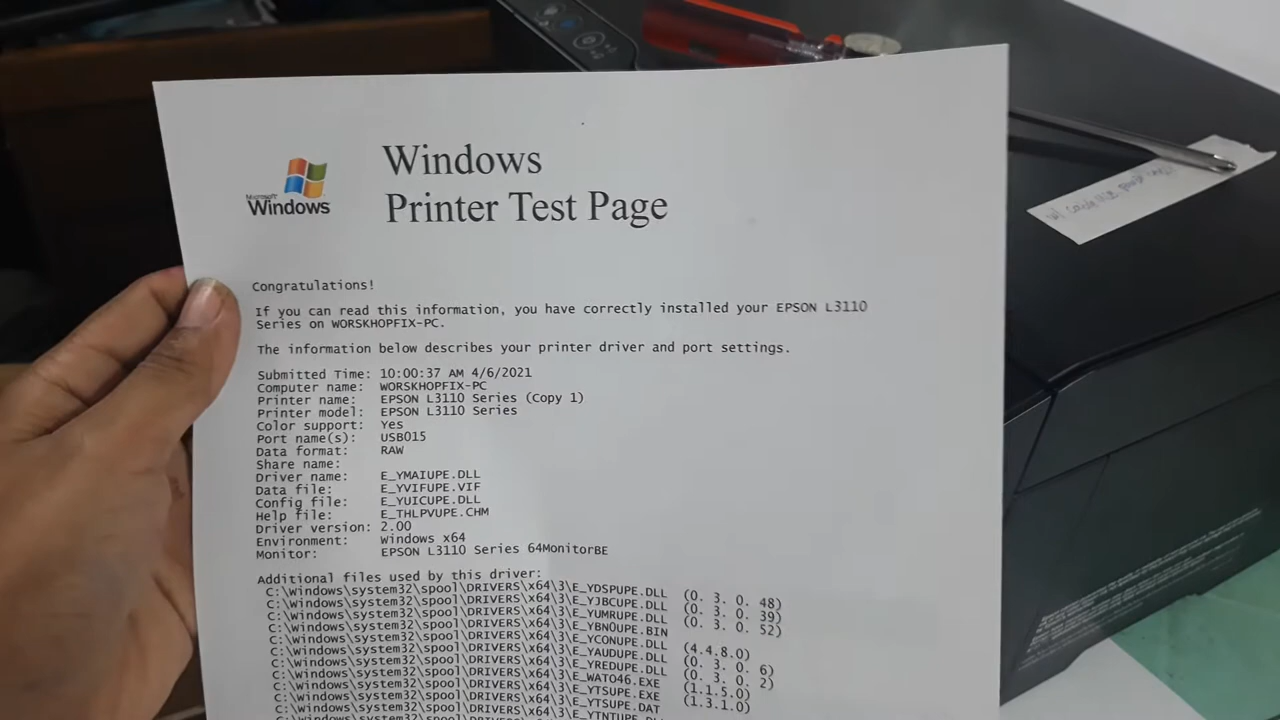 Microsoft
Windows
Windows
Printer Test Page
Congratulations!
If you can read this information, you have correctly installed your EPSON L3110
Series on WORSKHOPFIX-PC.
The information below describes your printer driver and port settings.
Submitted Time: 10:00:37 AM 4/6/2021
Computer name: WORSKHOPFIX-PC
Printer name: EPSON L3110 Series (Copy 1)
Printer model: EPSON L3110 Series
Color support: Yes
Port name(s): USB015
Data format: RAW
Share name:
Driver name: E_YMAIUPE.DLL
Data file: E_YVIFUPE.VIF
Config file: E_YUICUPE.DLL
Help file: E_THLPVUPE.CHM
Driver version: 2.00
Environment: Windows x64
Monitor: EPSON L3110 Series 64MonitorBE
Additional files used by this driver:
C:\Windows\system32\spool\DRIVERS\x64\3\E_YDSPUPE.DLL (0. 3. 0. 48)
C:\Windows\system32\spool\DRIVERS\x64\3\E_YJBCUPE.DLL (0. 3. 0. 39)
C:\Windows\system32\spool\DRIVERS\x64\3\E_YUMRUPE.DLL (0. 3. 0. 52)
C:\Windows\system32\spool\DRIVERS\x64\3\E_YBN0UPE.BIN
C:\Windows\system32\spool\DRIVERS\x64\3\E_YCONUPE.DLL (4.4.8.0)
C:\Windows\system32\spool\DRIVERS\x64\3\E_YAUDUPE.DLL (0. 3. 0. 6)
C:\Windows\system32\spool\DRIVERS\x64\3\E_YREDUPE.DLL (0. 3. 0. 2)
C:\Windows\system32\spool\DRIVERS\x64\3\E_WATO46.EXE (1.1.5.0)
C:\Windows\system32\spool\DRIVERS\x64\3\E_YTSUPE.EXE (1.3.1.0)
C:\Windows\system32\spool\DRIVERS\x64\3\E_YTSUPE.DAT
w/